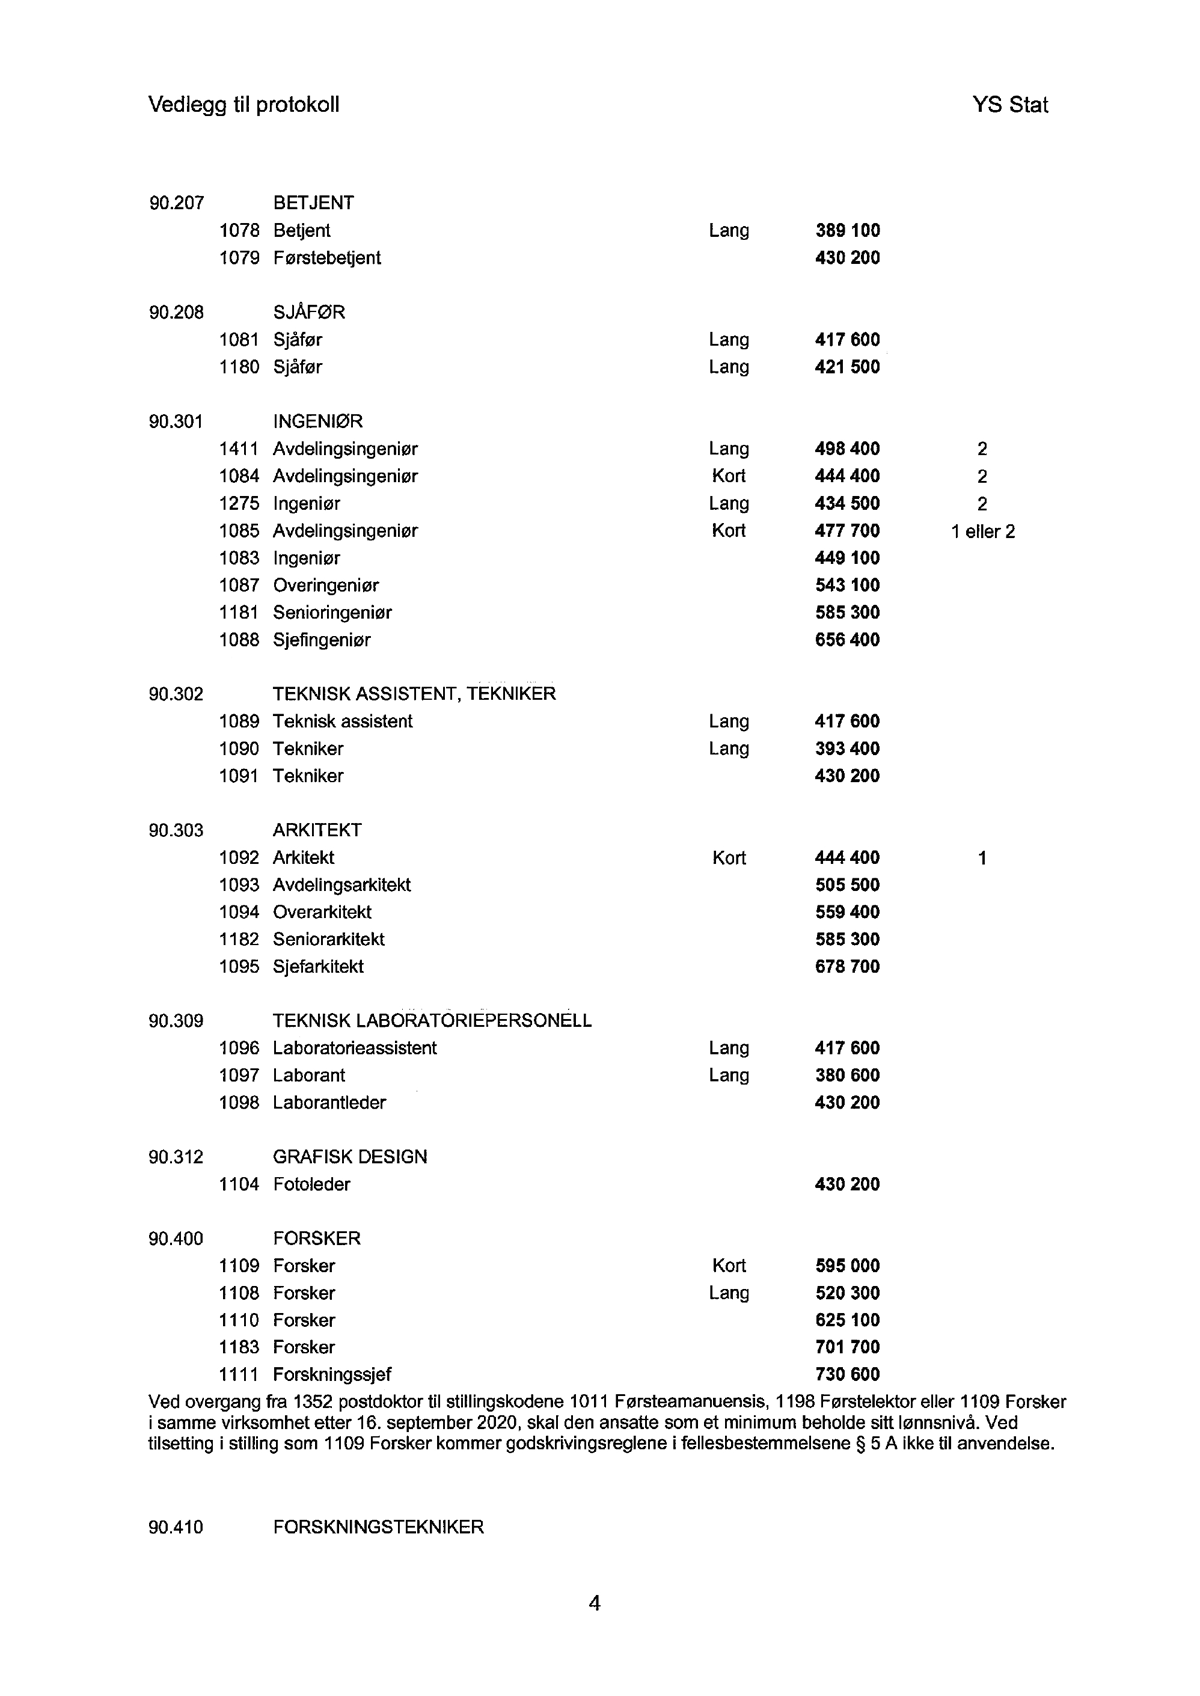 Vedlegg til protokoll YS Stat
90.207 BETJENT
1078 Betjent Lang 389 100
1079 Førstebetjent 430 200
90.208 SJÅFØR
1081 Sjåfør Lang 417 600
1180 Sjåfør Lang 421 500
90.301 INGENIØR
1411 Avdelingsingeniør Lang 498 400 2
1084 Avdelingsingeniør Kort 444 400 2
1275 Ingeniør Lang 434 500 2
1085 Avdelingsingeniør Kort 477 700 1 eller 2
1083 Ingeniør 449 100
1087 Overingeniør 543 100
1181 Senioringeniør 585 300
1088 Sjefingeniør 656 400
90.302 TEKNISK ASSISTENT, TEKNIKER
1089 Teknisk assistent Lang 417 600
1090 Tekniker Lang 393 400
1091 Tekniker 430 200
90.303 ARKITEKT
1092 Arkitekt Kort 444 400 1
1093 Avdelingsarkitekt 505 500
1094 Overarkitekt 559 400
1182 Seniorarkitekt 585 300
1095 Sjefarkitekt 678 700
90.309 TEKNISK LABORATORIEPERSONELL
1096 Laboratorieassistent Lang 417 600
1097 Laborant Lang 380 600
1098 Laborantleder 430 200
90.312 GRAFISK DESIGN
1104 Fotoleder 430 200
90.400 FORSKER
1109 Forsker Kort 595 000
1108 Forsker Lang 520 300
1110 Forsker 625 100
1183 Forsker 701 700
1111 Forskningssjef 730 600
Ved overgang fra 1352 postdoktor til stillingskodene 1011 Førsteamanuensis, 1198 Førstelektor eller 1109 Forsker
i samme virksomhet etter 16. september 2020, skal den ansatte som et minimum beholde sitt lønnsnivå. Ved
tilsetting i stilling som 1109 Forsker kommer godskrivingsreglene i fellesbestemmelsene § 5 A ikke til anvendelse.
90.410 FORSKNINGSTEKNIKER
4